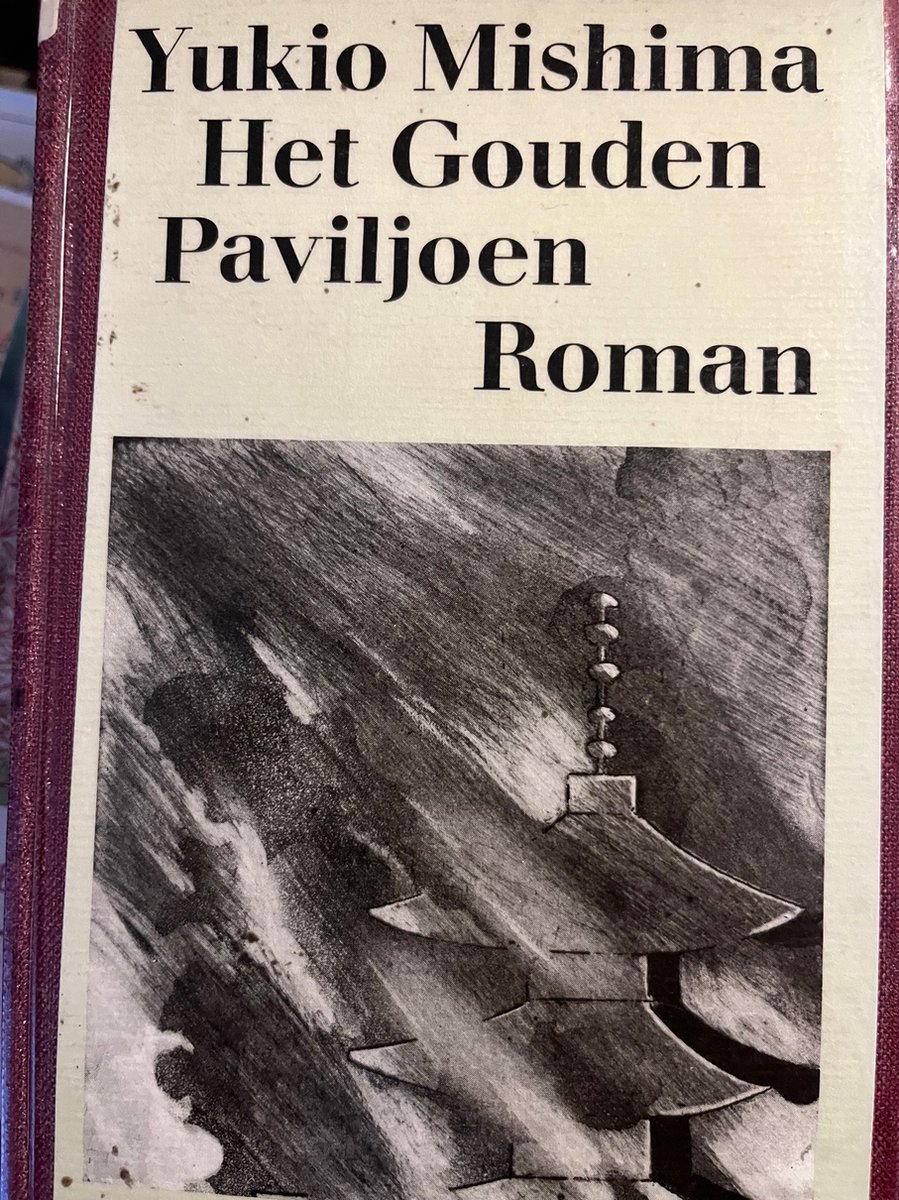 Yukio Mishima
Het Gouden
Paviljoen
Roman